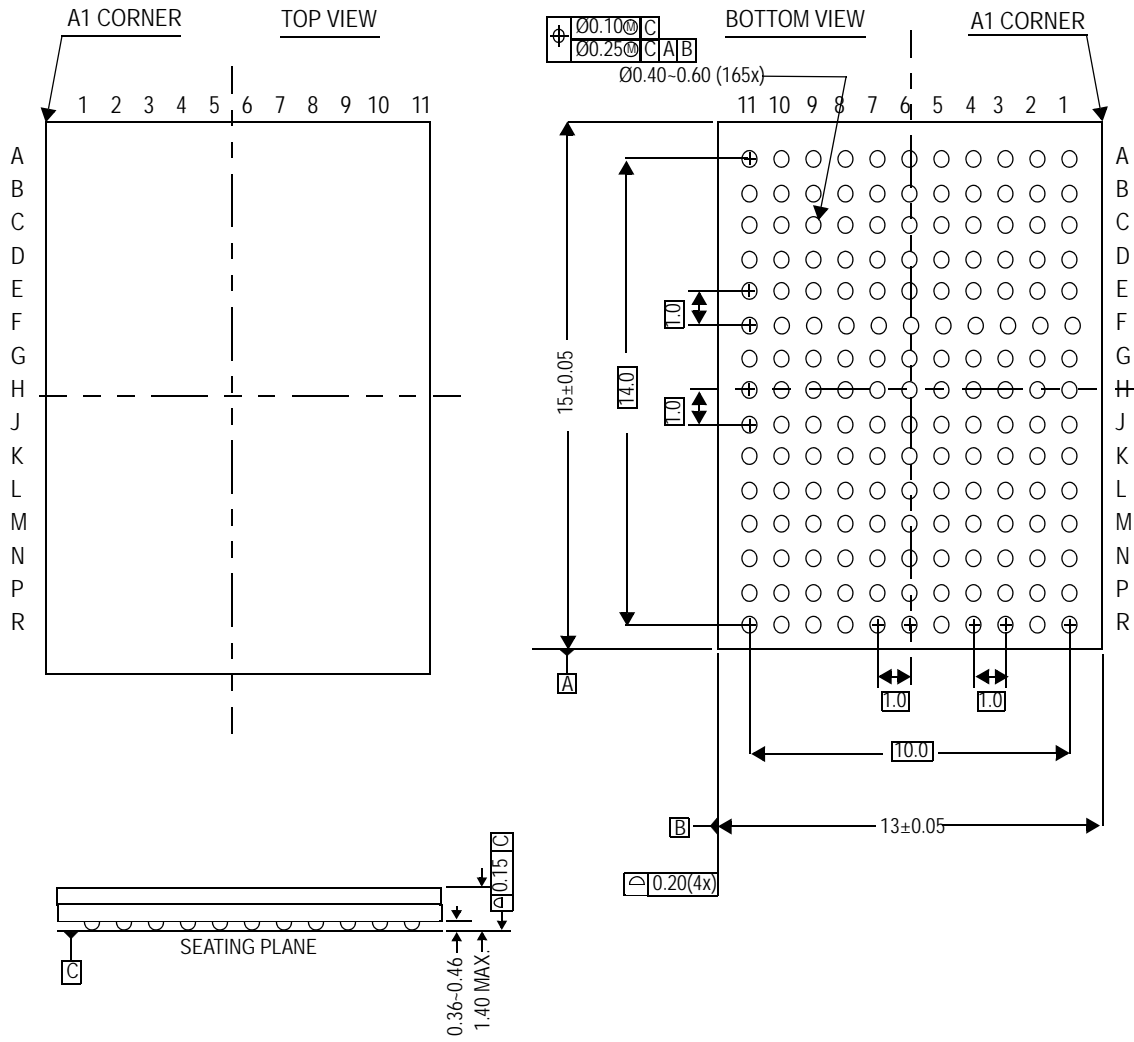 A1 CORNER
TOP VIEW
BOTTOM VIEW
A1 CORNER
Ø0.10Ⓜ C
Ø0.25Ⓜ C A B
Ø0.40~0.60 (165x)
1 2 3 4 5 6 7 8 9 10 11
11 10 9 8 7 6 5 4 3 2 1
A
B
C
D
E
F
G
H
J
K
L
M
N
P
R
A
B
C
D
E
F
G
H
J
K
L
M
N
P
R
15±0.05
14.0
1.0
1.0
A
1.0
1.0
10.0
B
13±0.05
0.20(4x)
0.15 C
SEATING PLANE
C
0.36~0.46
1.40 MAX.